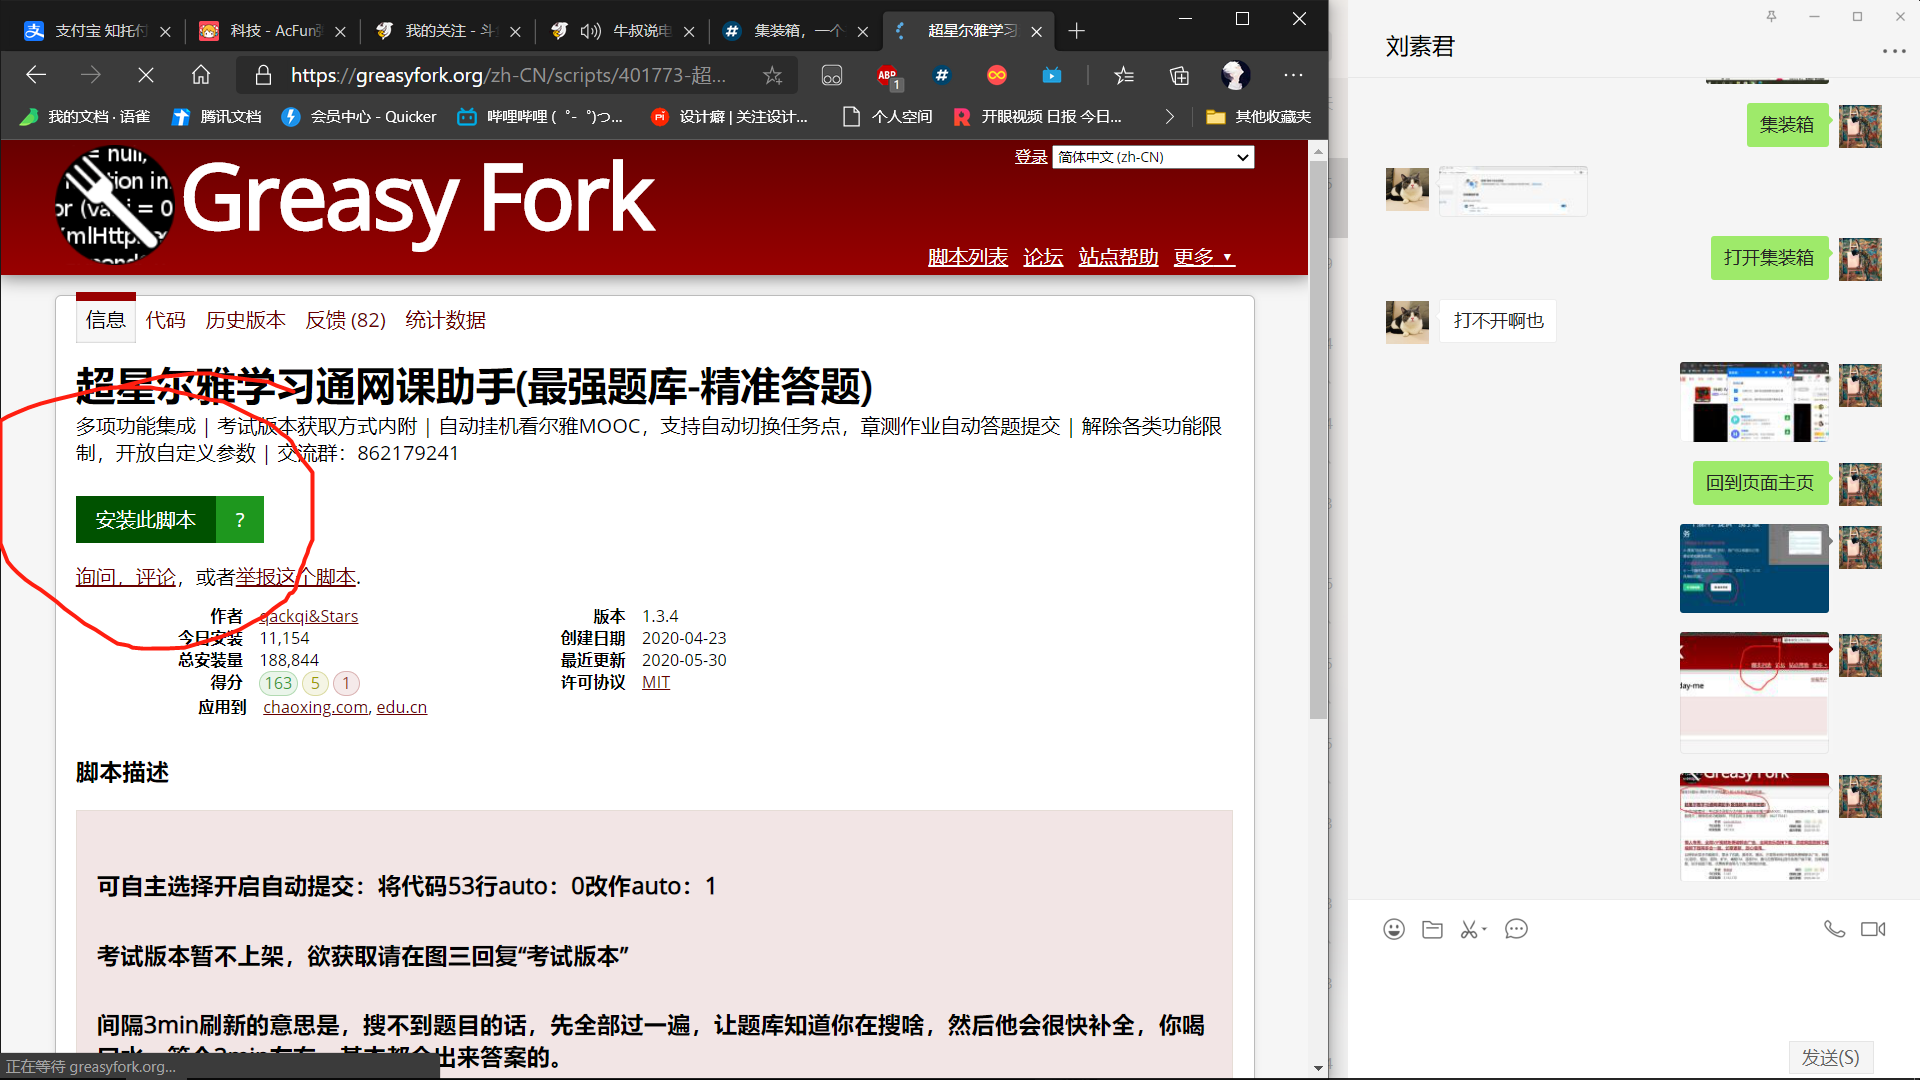 支付宝 知托付
科技 - AcFun
我的关注 - 斗
牛叔说电
集装箱，一个
超星尔雅学习
https://greasyfork.org/zh-CN/scripts/401773-超...
ABP
1
我的文档 · 语雀
腾讯文档
会员中心 - Quicker
哔哩哔哩 (゜-゜)つ...
设计癖 | 关注设计...
个人空间
开眼视频 日报 今日...
其他收藏夹
Greasy Fork
登录
简体中文 (zh-CN)
脚本列表 论坛 站点帮助 更多 ▼
信息 代码 历史版本 反馈 (82) 统计数据
超星尔雅学习通网课助手(最强题库-精准答题)
多项功能集成 | 考试版本获取方式内附 | 自动挂机看尔雅MOOC，支持自动切换任务点，章测作业自动答题提交 | 解除各类功能限
制，开放自定义参数 | 交流群：862179241
安装此脚本 ?
询问，评论，或者举报这个脚本.
作者 qackqi&Stars
今日安装 11,154
总安装量 188,844
得分 163 5 1
应用到 chaoxing.com, edu.cn
版本 1.3.4
创建日期 2020-04-23
最近更新 2020-05-30
许可协议 MIT
脚本描述
可自主选择开启自动提交：将代码53行auto：0改作auto：1
考试版本暂不上架，欲获取请在图三回复“考试版本”
间隔3min刷新的意思是，搜不到题目的话，先全部过一遍，让题库知道你在搜啥，然后他会很快补全，你喝
出来答案的。
正在等待 greasyfork.org...
刘素君
集装箱
打开集装箱
打不开啊也
回到页面主页
Greasy Fork
发送(S)